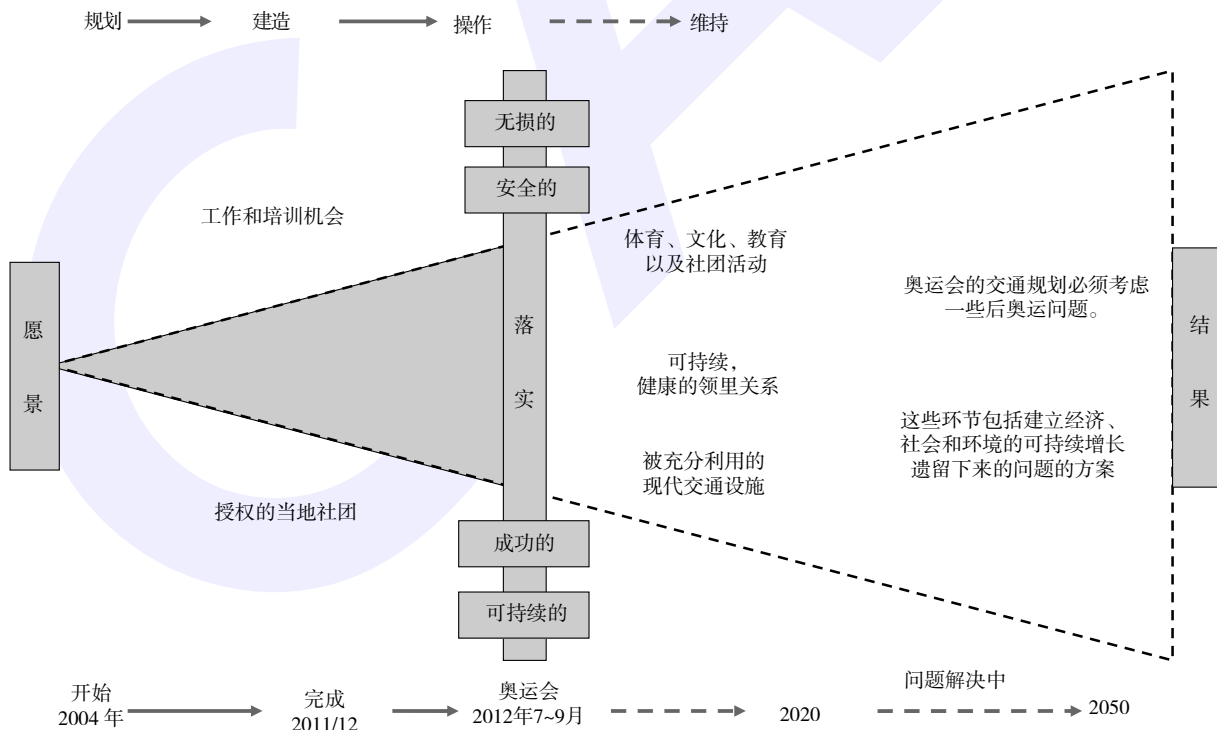 规划
建造
操作
维持
无损的
安全的
工作和培训机会
体育、文化、教育
以及社团活动
奥运会的交通规划必须考虑
一些后奥运问题。
愿
景
落
实
结
果
可持续，
健康的领里关系
这些环节包括建立经济、
社会和环境的可持续增长
遗留下来的问题的方案
被充分利用的
现代交通设施
授权的当地社团
成功的
可持续的
开始
2004 年
完成
2011/12
奥运会
2012年7~9月
2020
问题解决中
2050